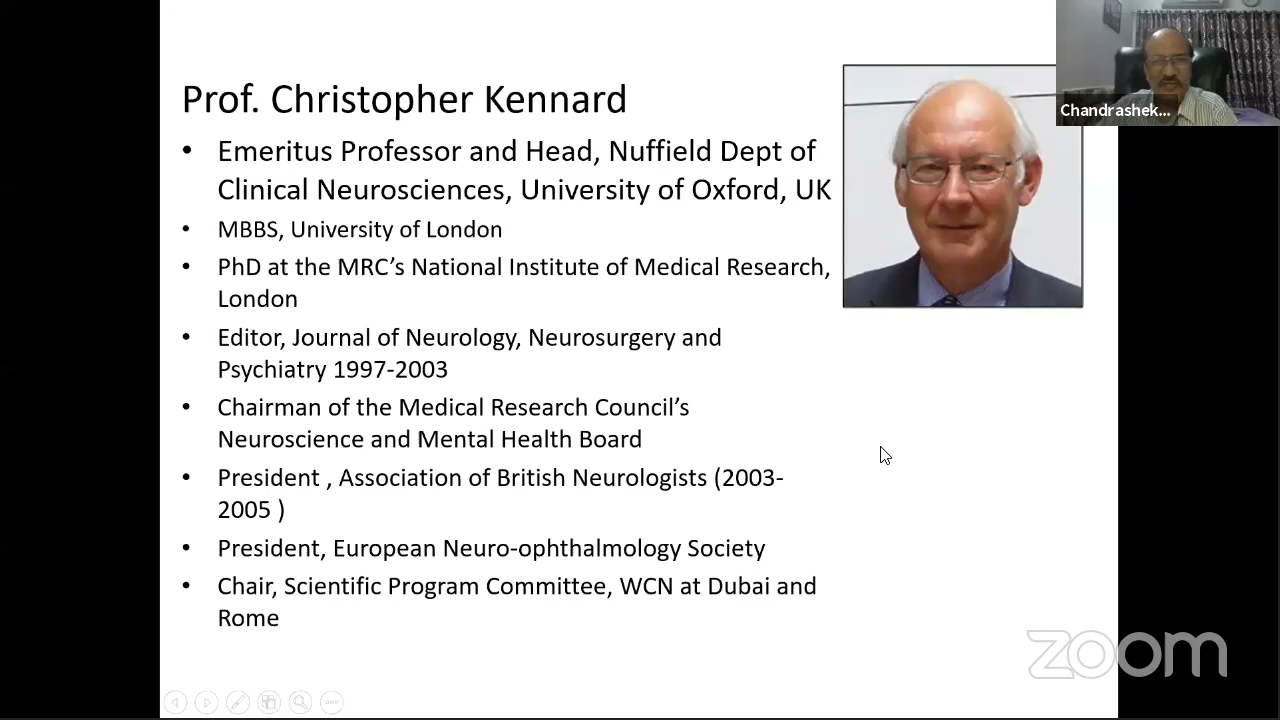 Prof. Christopher Kennard
• Emeritus Professor and Head, Nuffield Dept of
Clinical Neurosciences, University of Oxford, UK
• MBBS, University of London
• PhD at the MRC’s National Institute of Medical Research,
London
• Editor, Journal of Neurology, Neurosurgery and
Psychiatry 1997-2003
• Chairman of the Medical Research Council’s
Neuroscience and Mental Health Board
• President , Association of British Neurologists (2003-
2005 )
• President, European Neuro-ophthalmology Society
• Chair, Scientific Program Committee, WCN at Dubai and
Rome
Chandrashek...
zoom